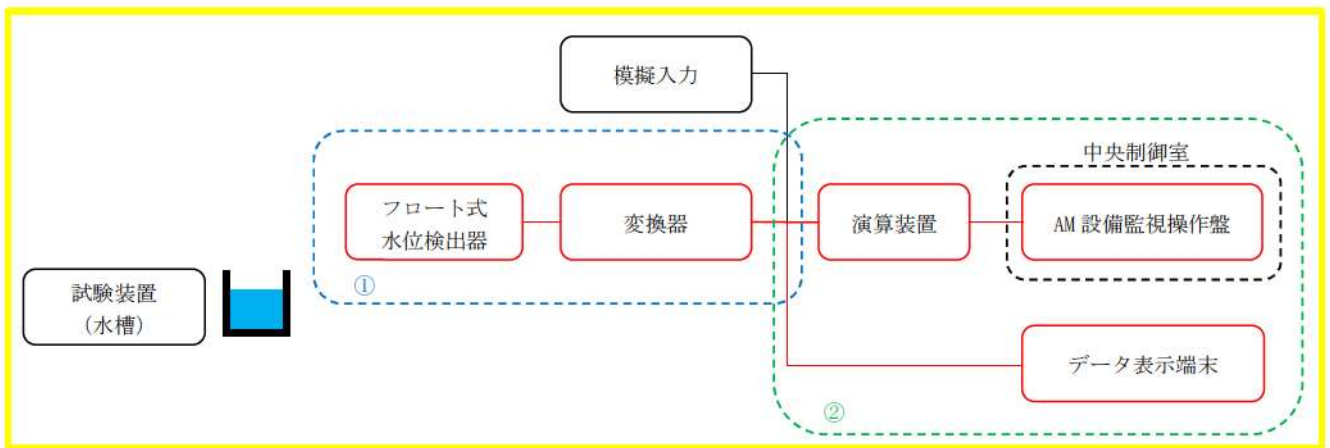 模擬入力
中央制御室
フロート式
水位検出器
変換器
演算装置
AM 設備監視操作盤
①
試験装置
（水槽）
データ表示端末
②